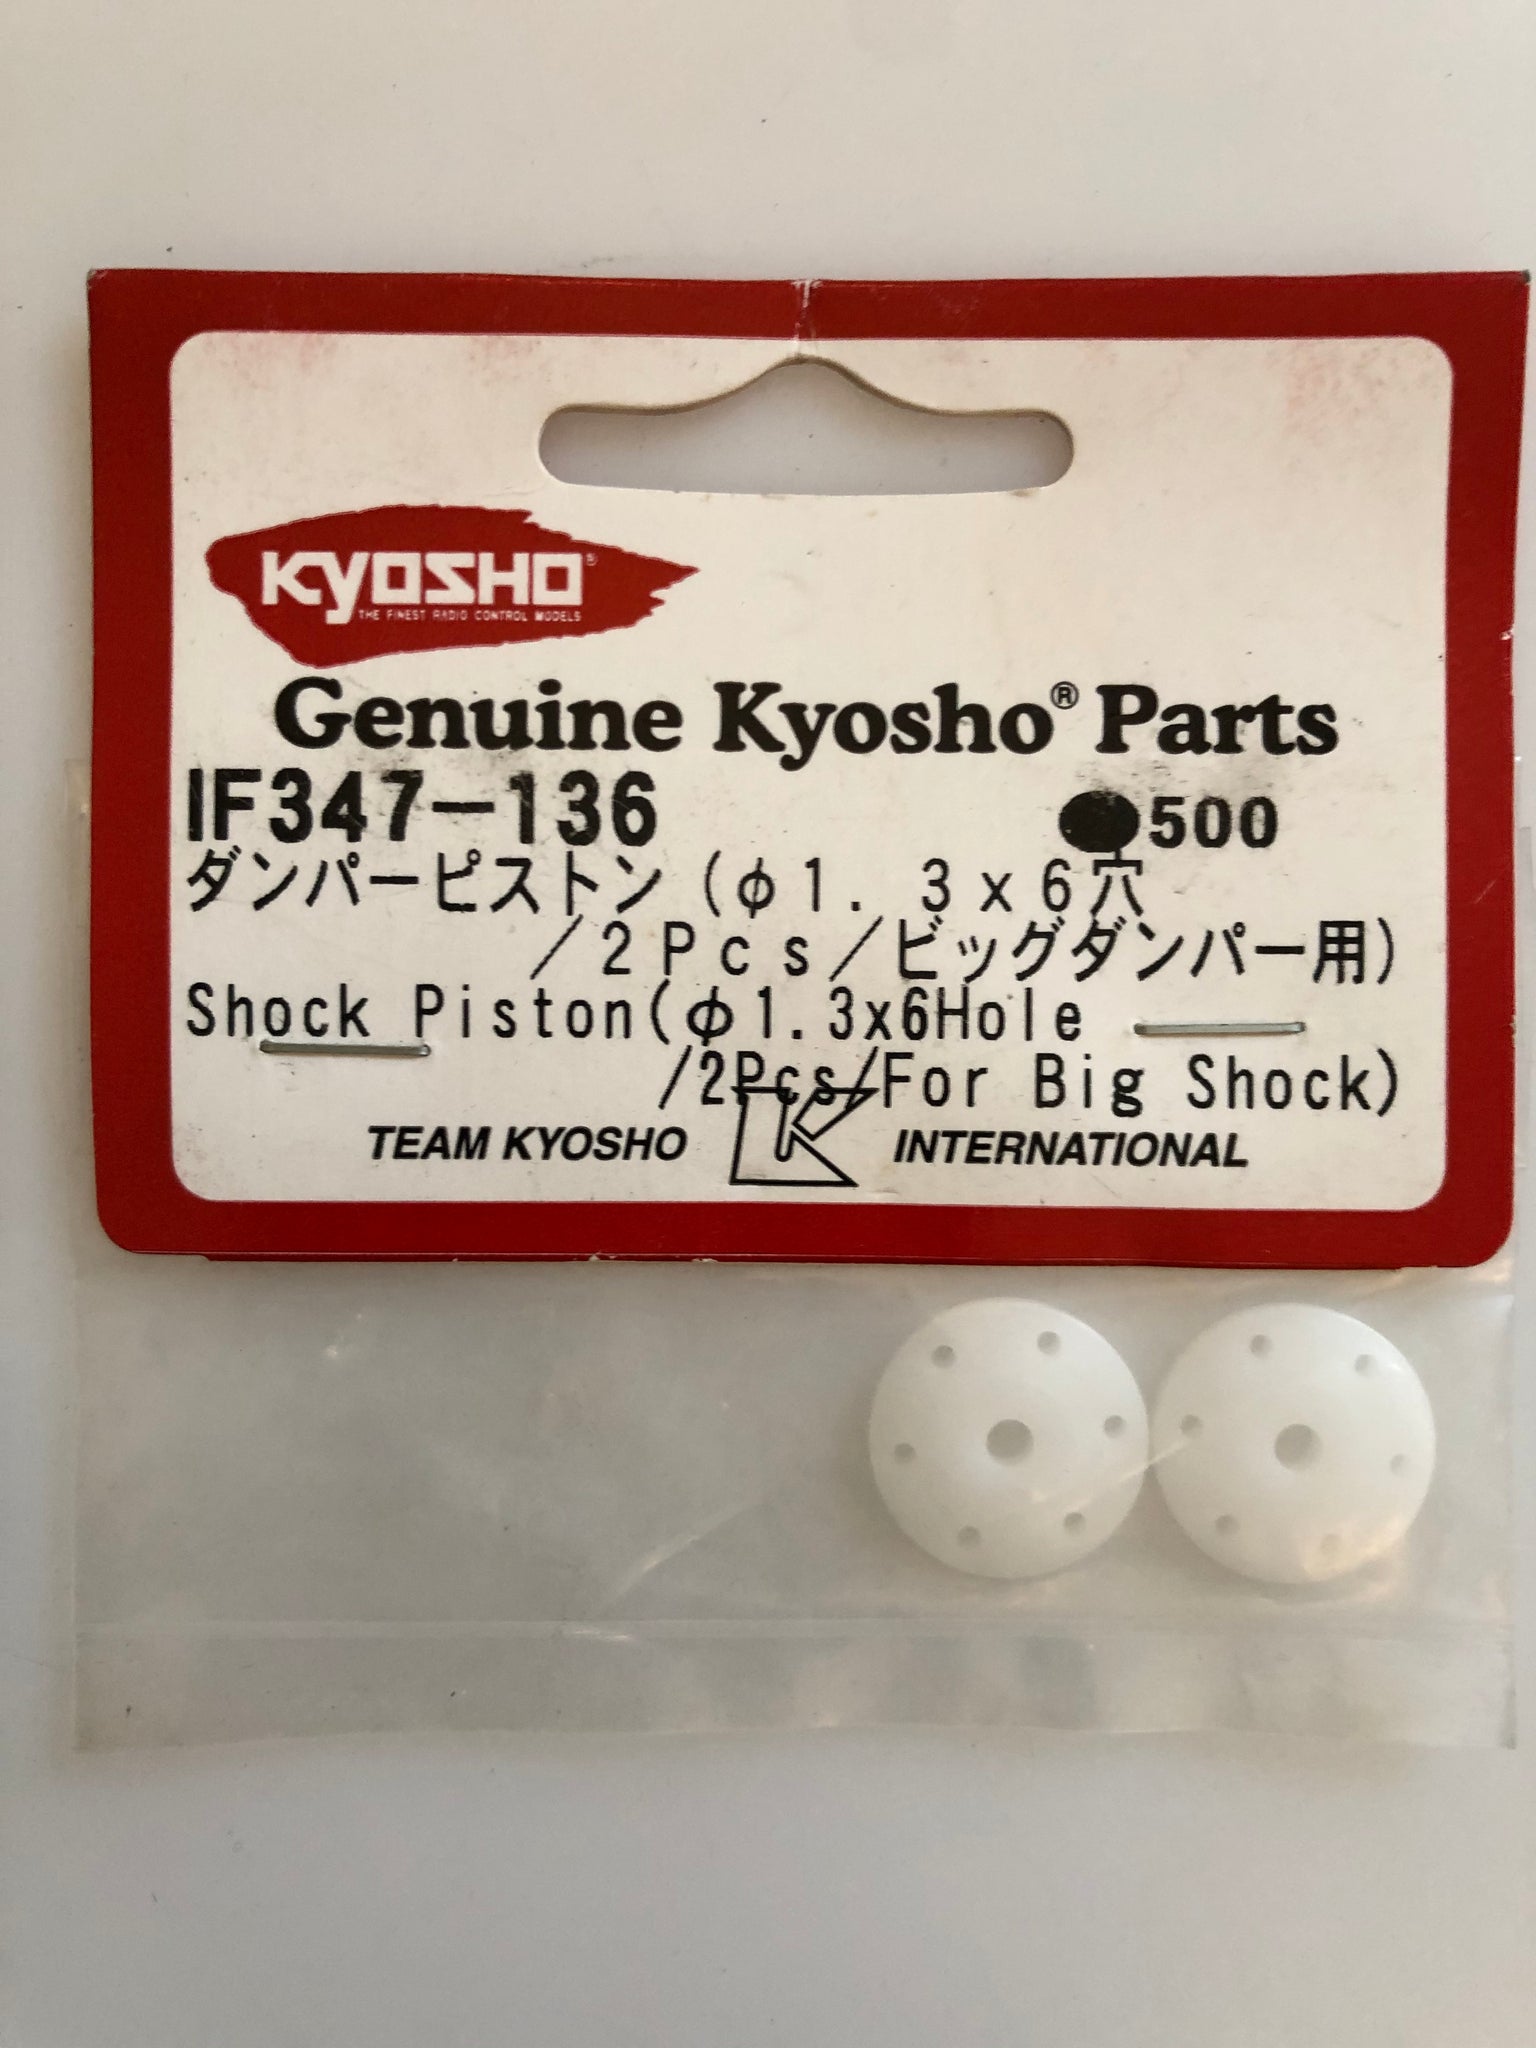 KYOSHO®
THE FINEST RADIO CONTROL MODELS
Genuine Kyosho® Parts
IF347-136 ●500
ダンパーピストン(φ1.3x6穴
/2Pcs/ビッグダンパー用)
Shock Piston(φ1.3x6Hole
/2Pcs/For Big Shock)
TEAM KYOSHO K INTERNATIONAL